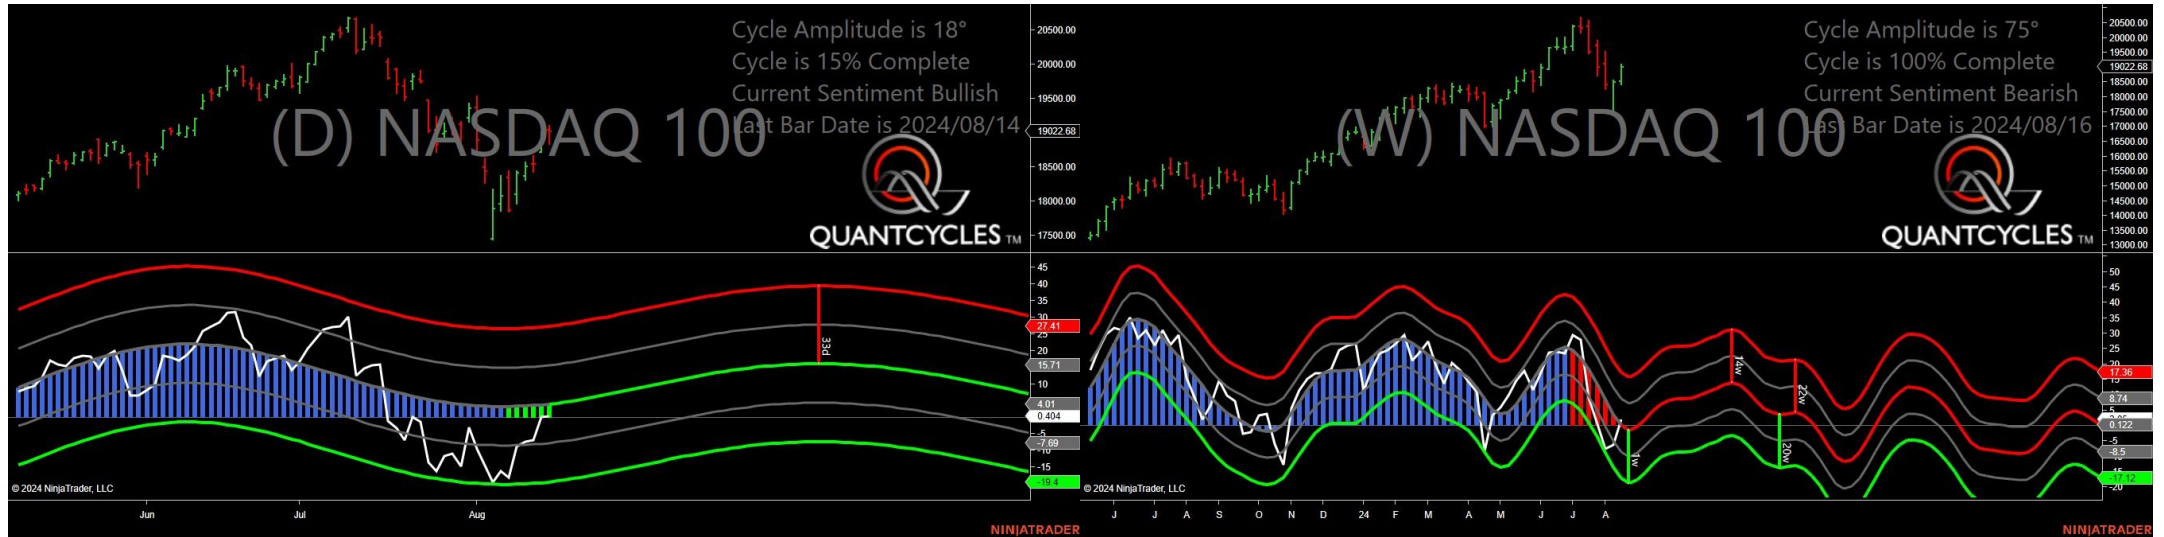 Cycle Amplitude is 18°
Cycle is 15% Complete
Current Sentiment Bullish
Last Bar Date is 2024/08/14
(D) NASDAQ 100
QUANTCYCLES TM
20500.00
20000.00
19500.00
19022.68
18500.00
18000.00
17500.00
45
40
35
30
27.41
25
20
15.71
10
4.01
0.404
-5
-7.69
-10
-15
-19.4
33d
© 2024 NinjaTrader, LLC
Jun
Jul
Aug
NINJATRADER
Cycle Amplitude is 75°
Cycle is 100% Complete
Current Sentiment Bearish
Last Bar Date is 2024/08/16
(W) NASDAQ 100
QUANTCYCLES TM
20500.00
20000.00
19500.00
19022.68
18500.00
18000.00
17500.00
17000.00
16500.00
16000.00
15500.00
15000.00
14500.00
14000.00
13500.00
13000.00
50
45
40
35
30
25
20
17.36
15
8.74
5
0.122
-5
-8.5
-17.12
-20
1w
14w
20w
22w
© 2024 NinjaTrader, LLC
J J A S O N D 24 F M A M J J A
NINJATRADER